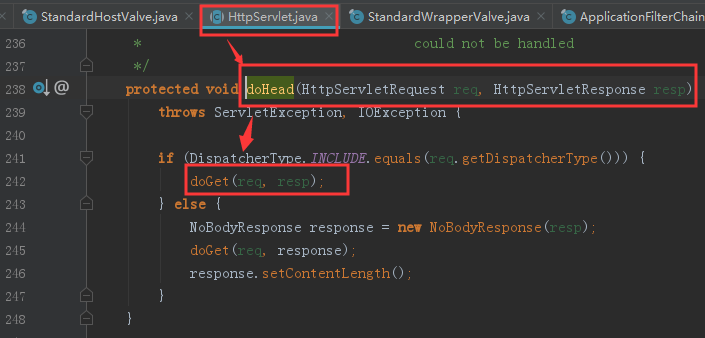 StandardHostValve.java × HttpServlet.java × StandardWrapperValve.java × ApplicationFilterChain
236 * could not be handled
237 */
238 @ protected void doHead(HttpServletRequest req, HttpServletResponse resp)
239 throws ServletException, IOException {
240
241 if (DispatcherType.INCLUDE.equals(req.getDispatcherType())) {
242 doGet(req, resp);
243 } else {
244 NoBodyResponse response = new NoBodyResponse(resp);
245 doGet(req, response);
246 response.setContentLength();
247 }
248 }